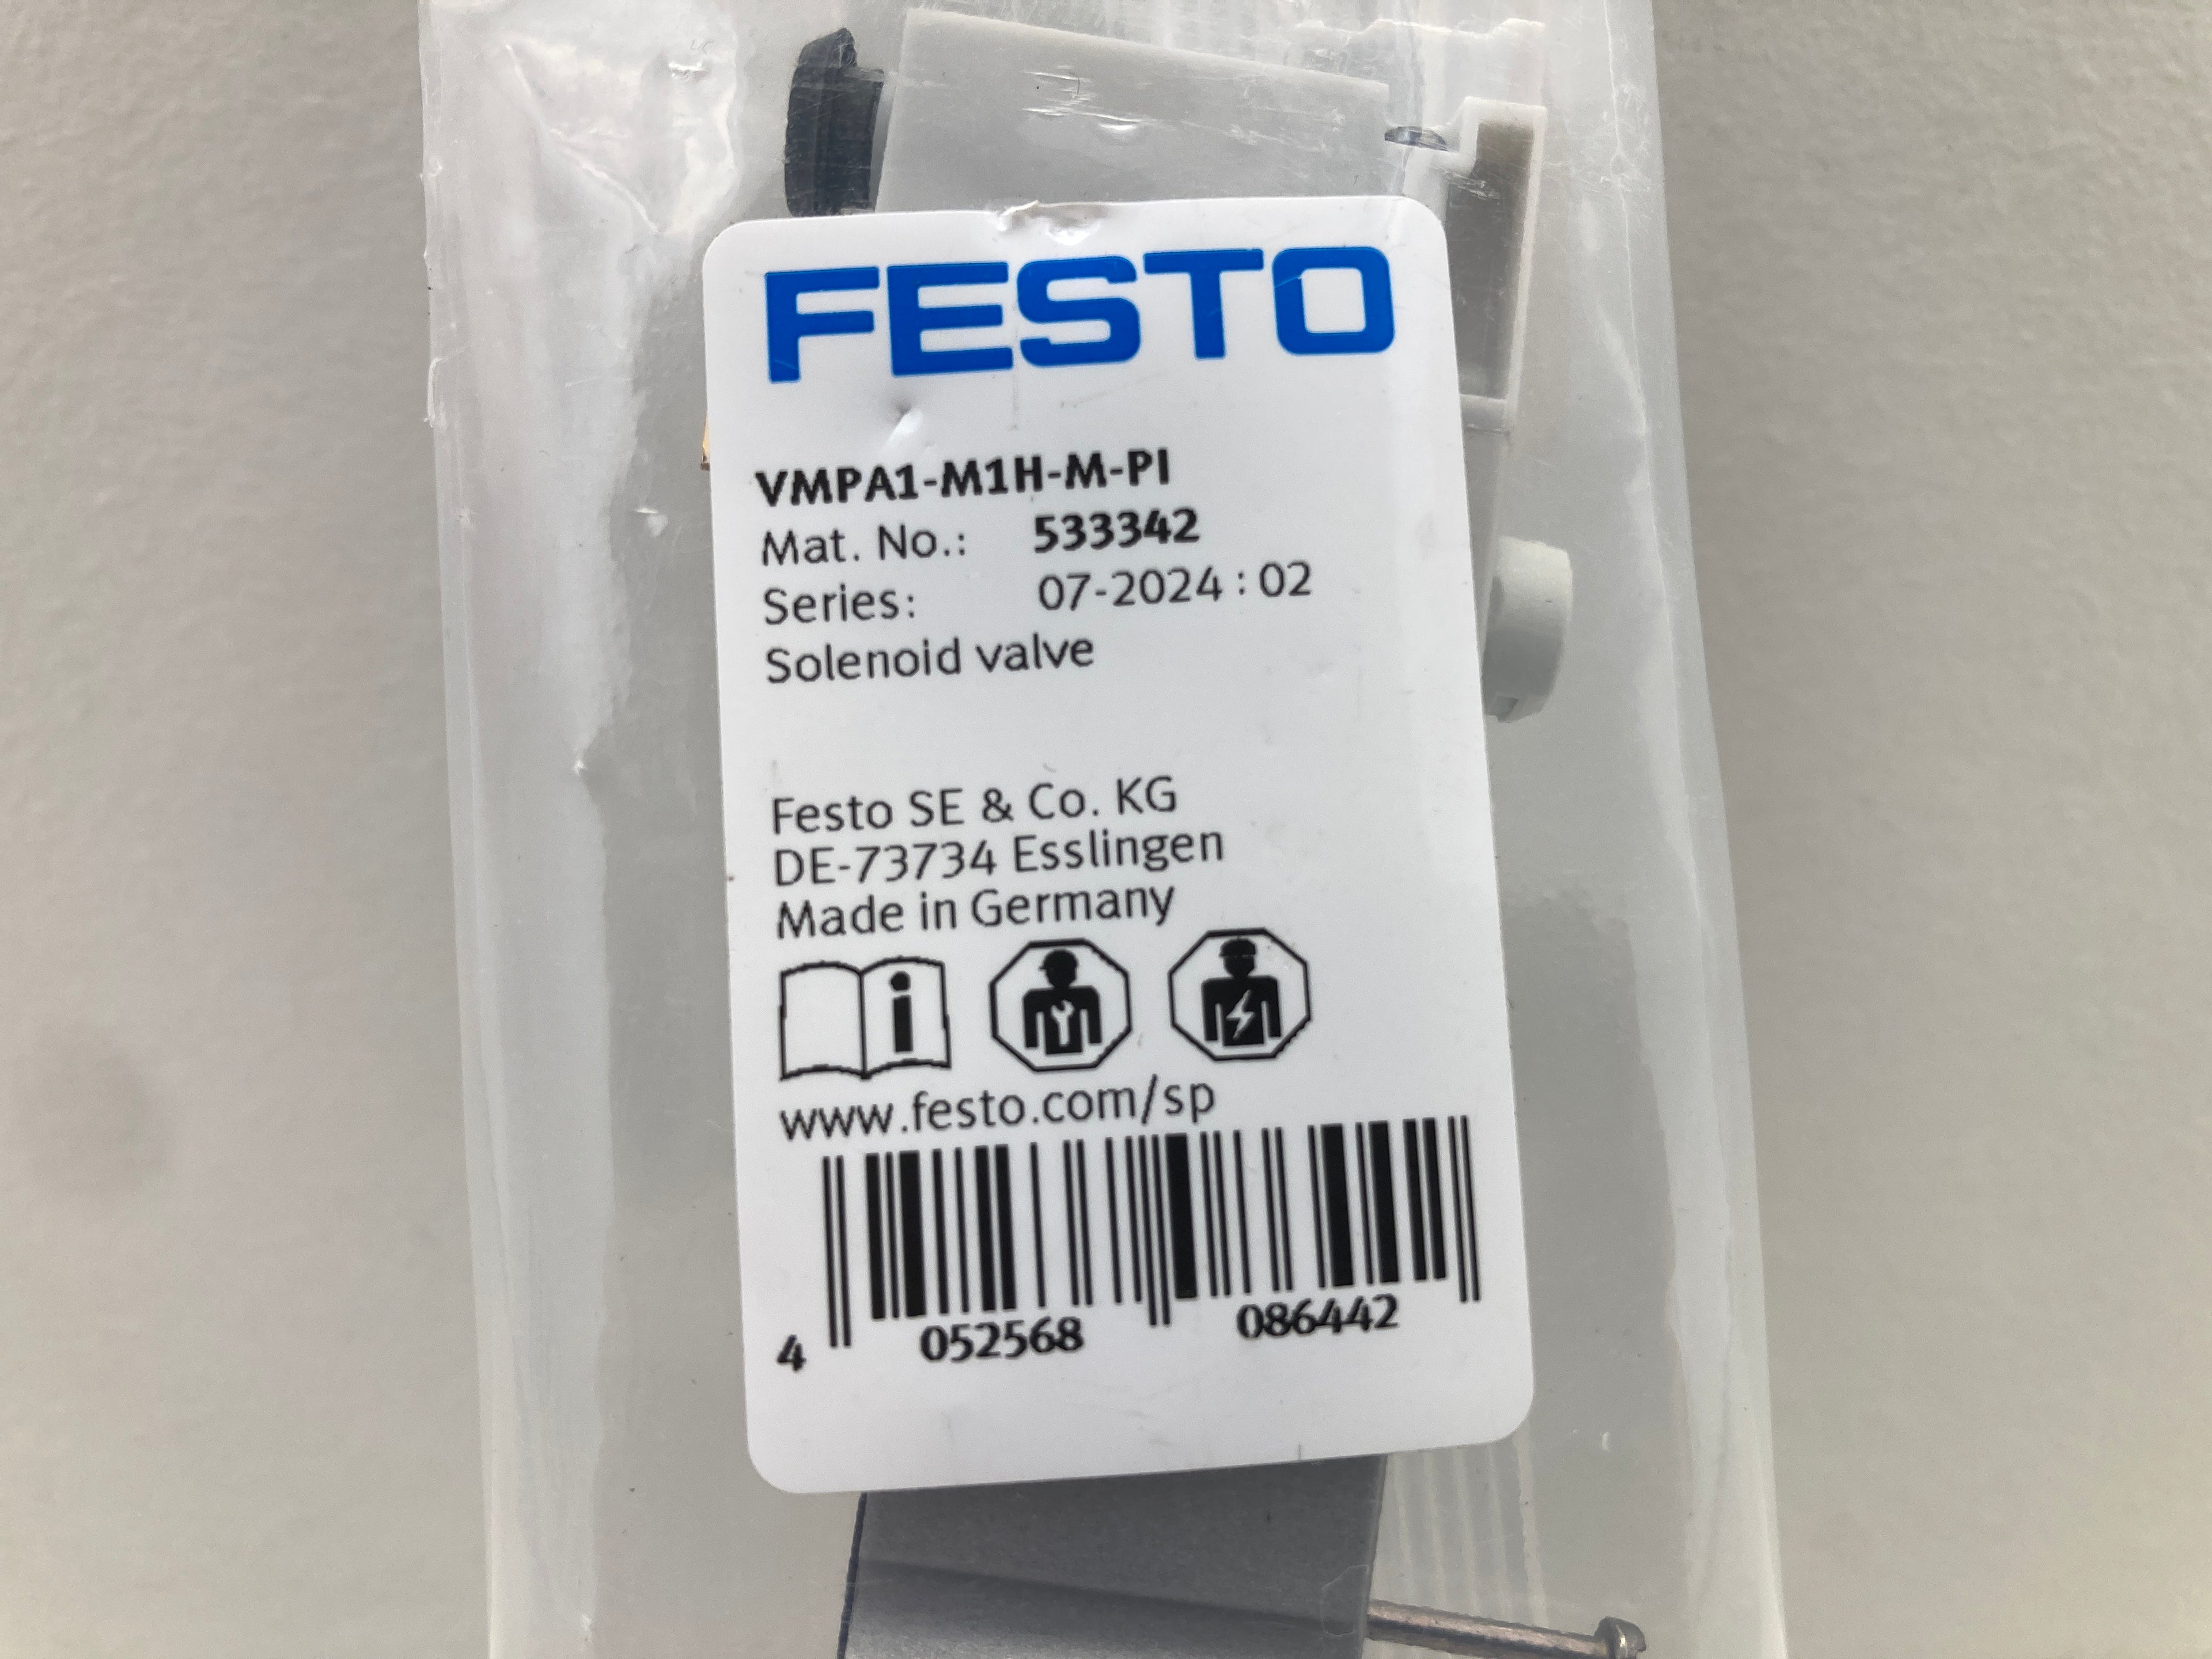 FESTO
VMPA1-M1H-M-PI
Mat. No.: 533342
Series: 07-2024 : 02
Solenoid valve
Festo SE & Co. KG
DE-73734 Esslingen
Made in Germany
i
www.festo.com/sp
4 052568 086442